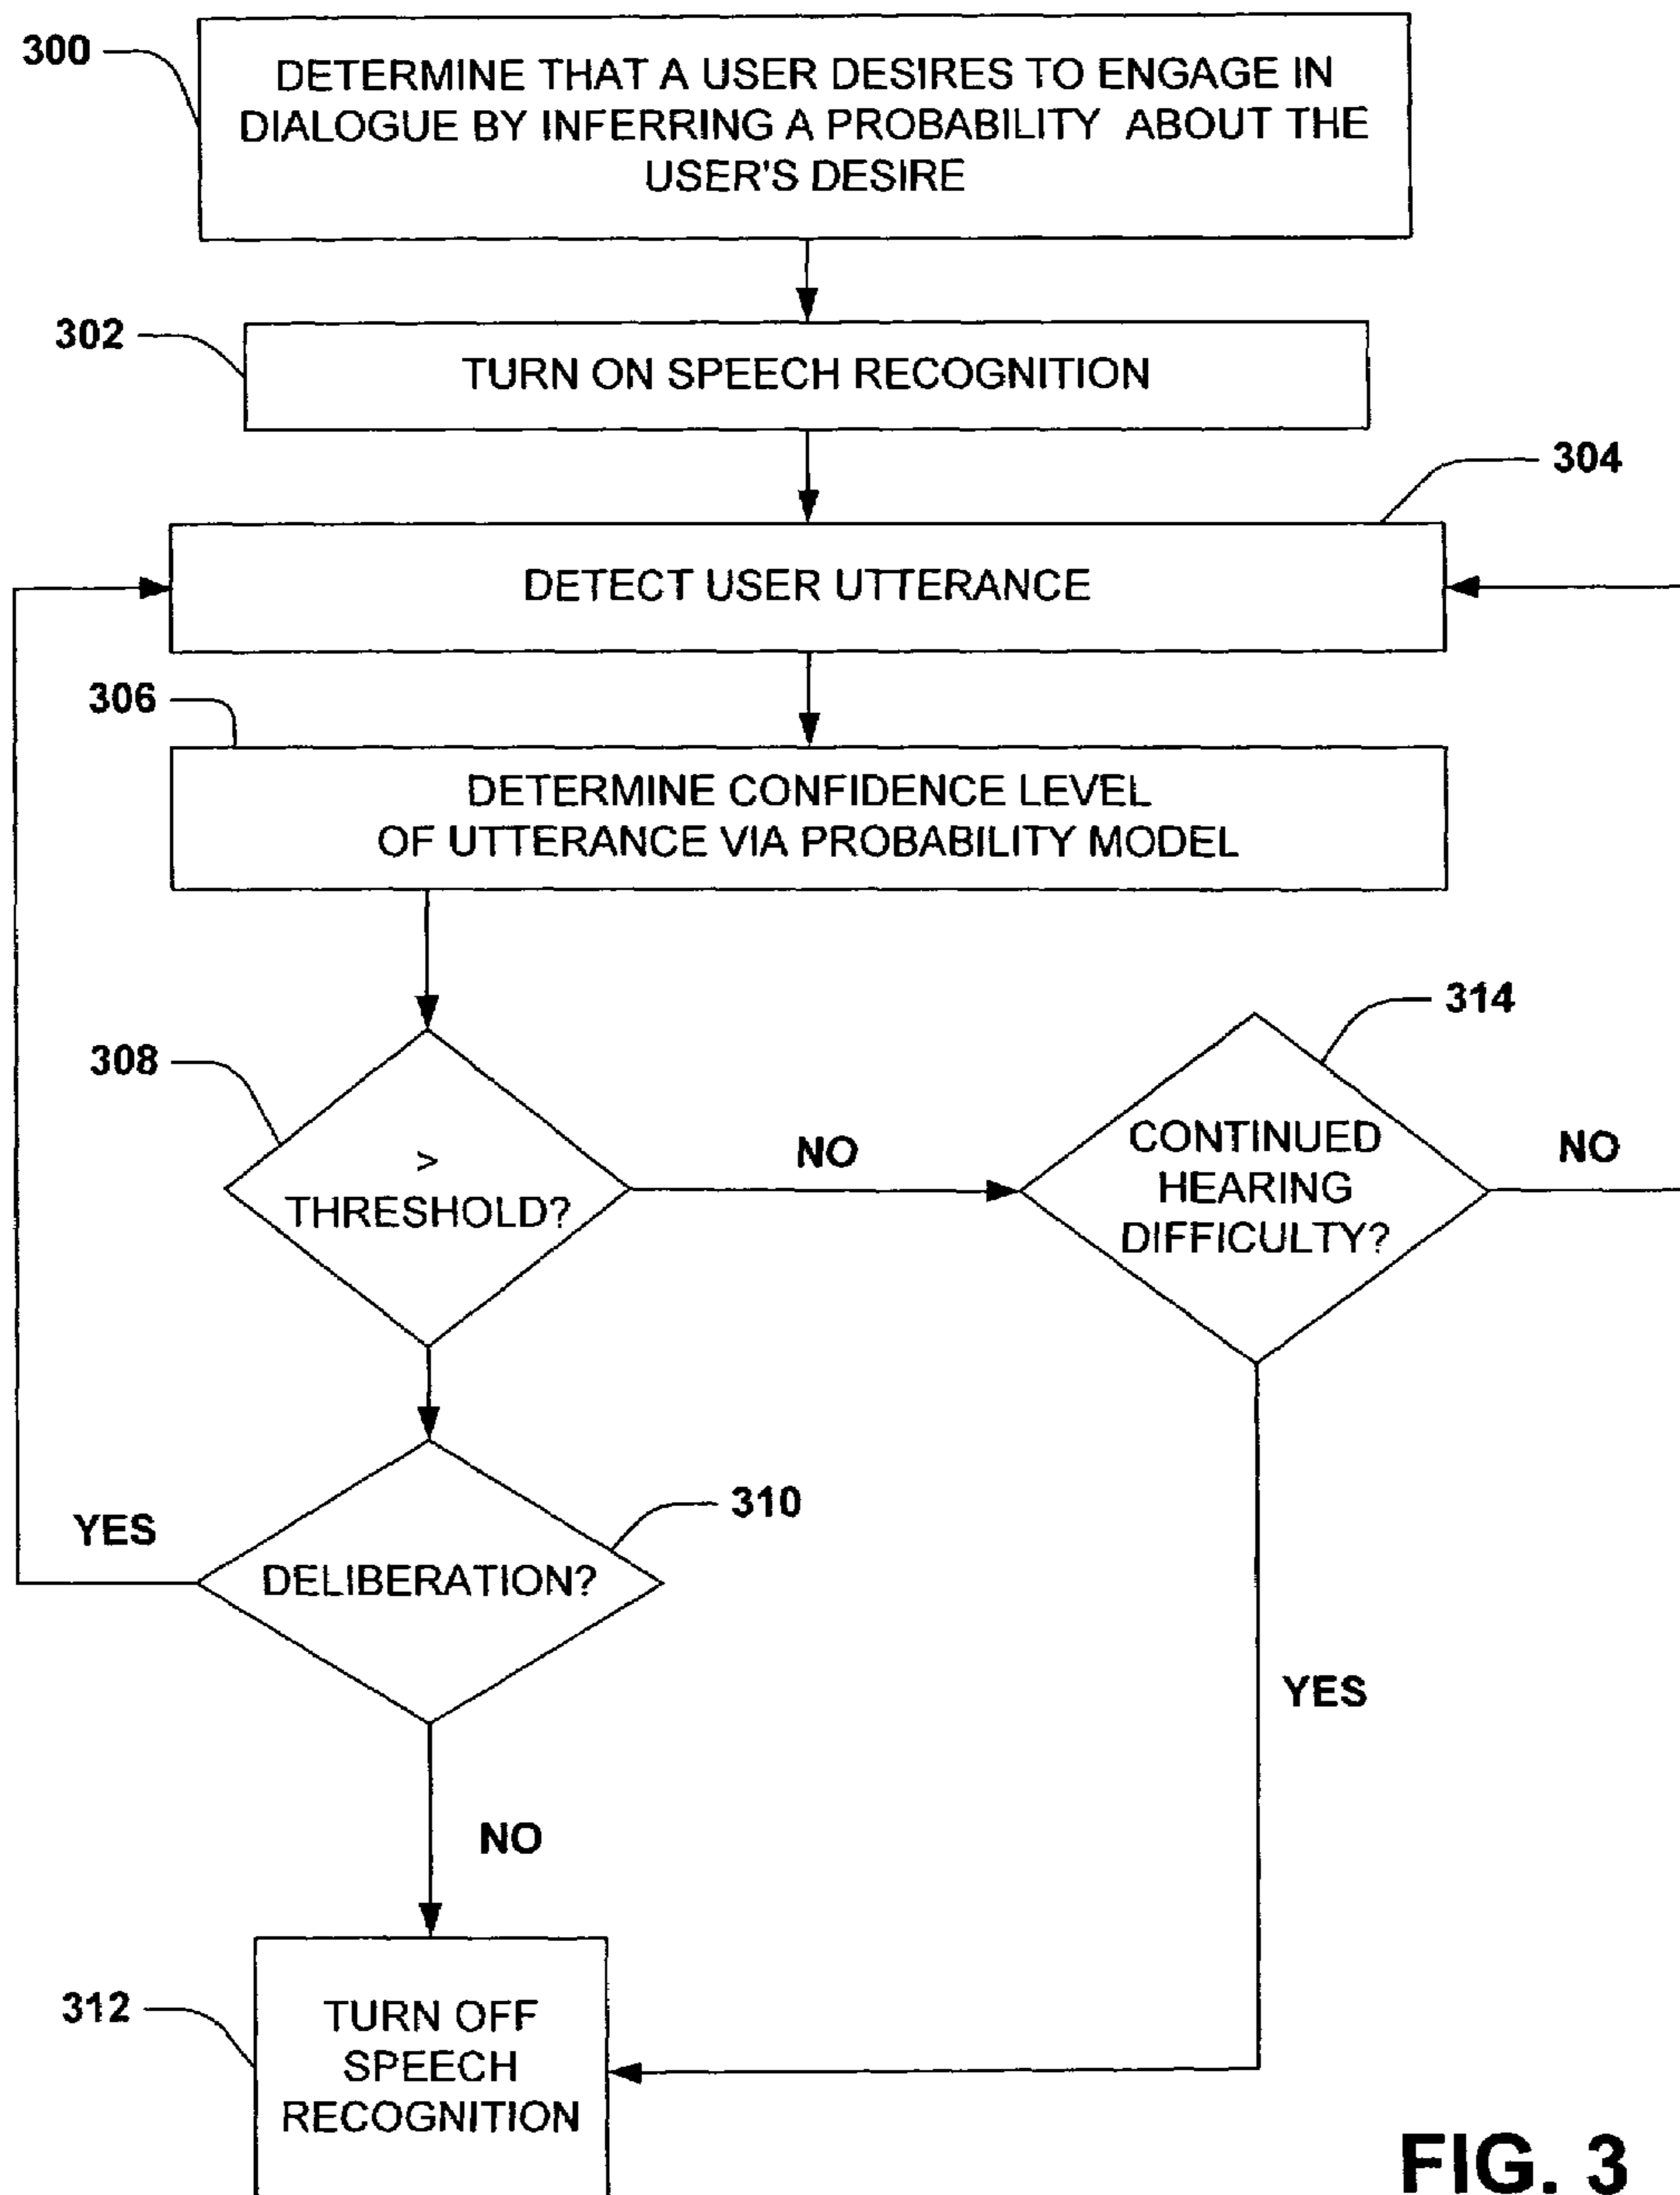 300
DETERMINE THAT A USER DESIRES TO ENGAGE IN
DIALOGUE BY INFERRING A PROBABILITY ABOUT THE
USER'S DESIRE
302
TURN ON SPEECH RECOGNITION
304
DETECT USER UTTERANCE
306
DETERMINE CONFIDENCE LEVEL
OF UTTERANCE VIA PROBABILITY MODEL
308
>
THRESHOLD?
NO
314
CONTINUED
HEARING
DIFFICULTY?
NO
310
YES
DELIBERATION?
YES
NO
312
TURN OFF
SPEECH
RECOGNITION
FIG. 3